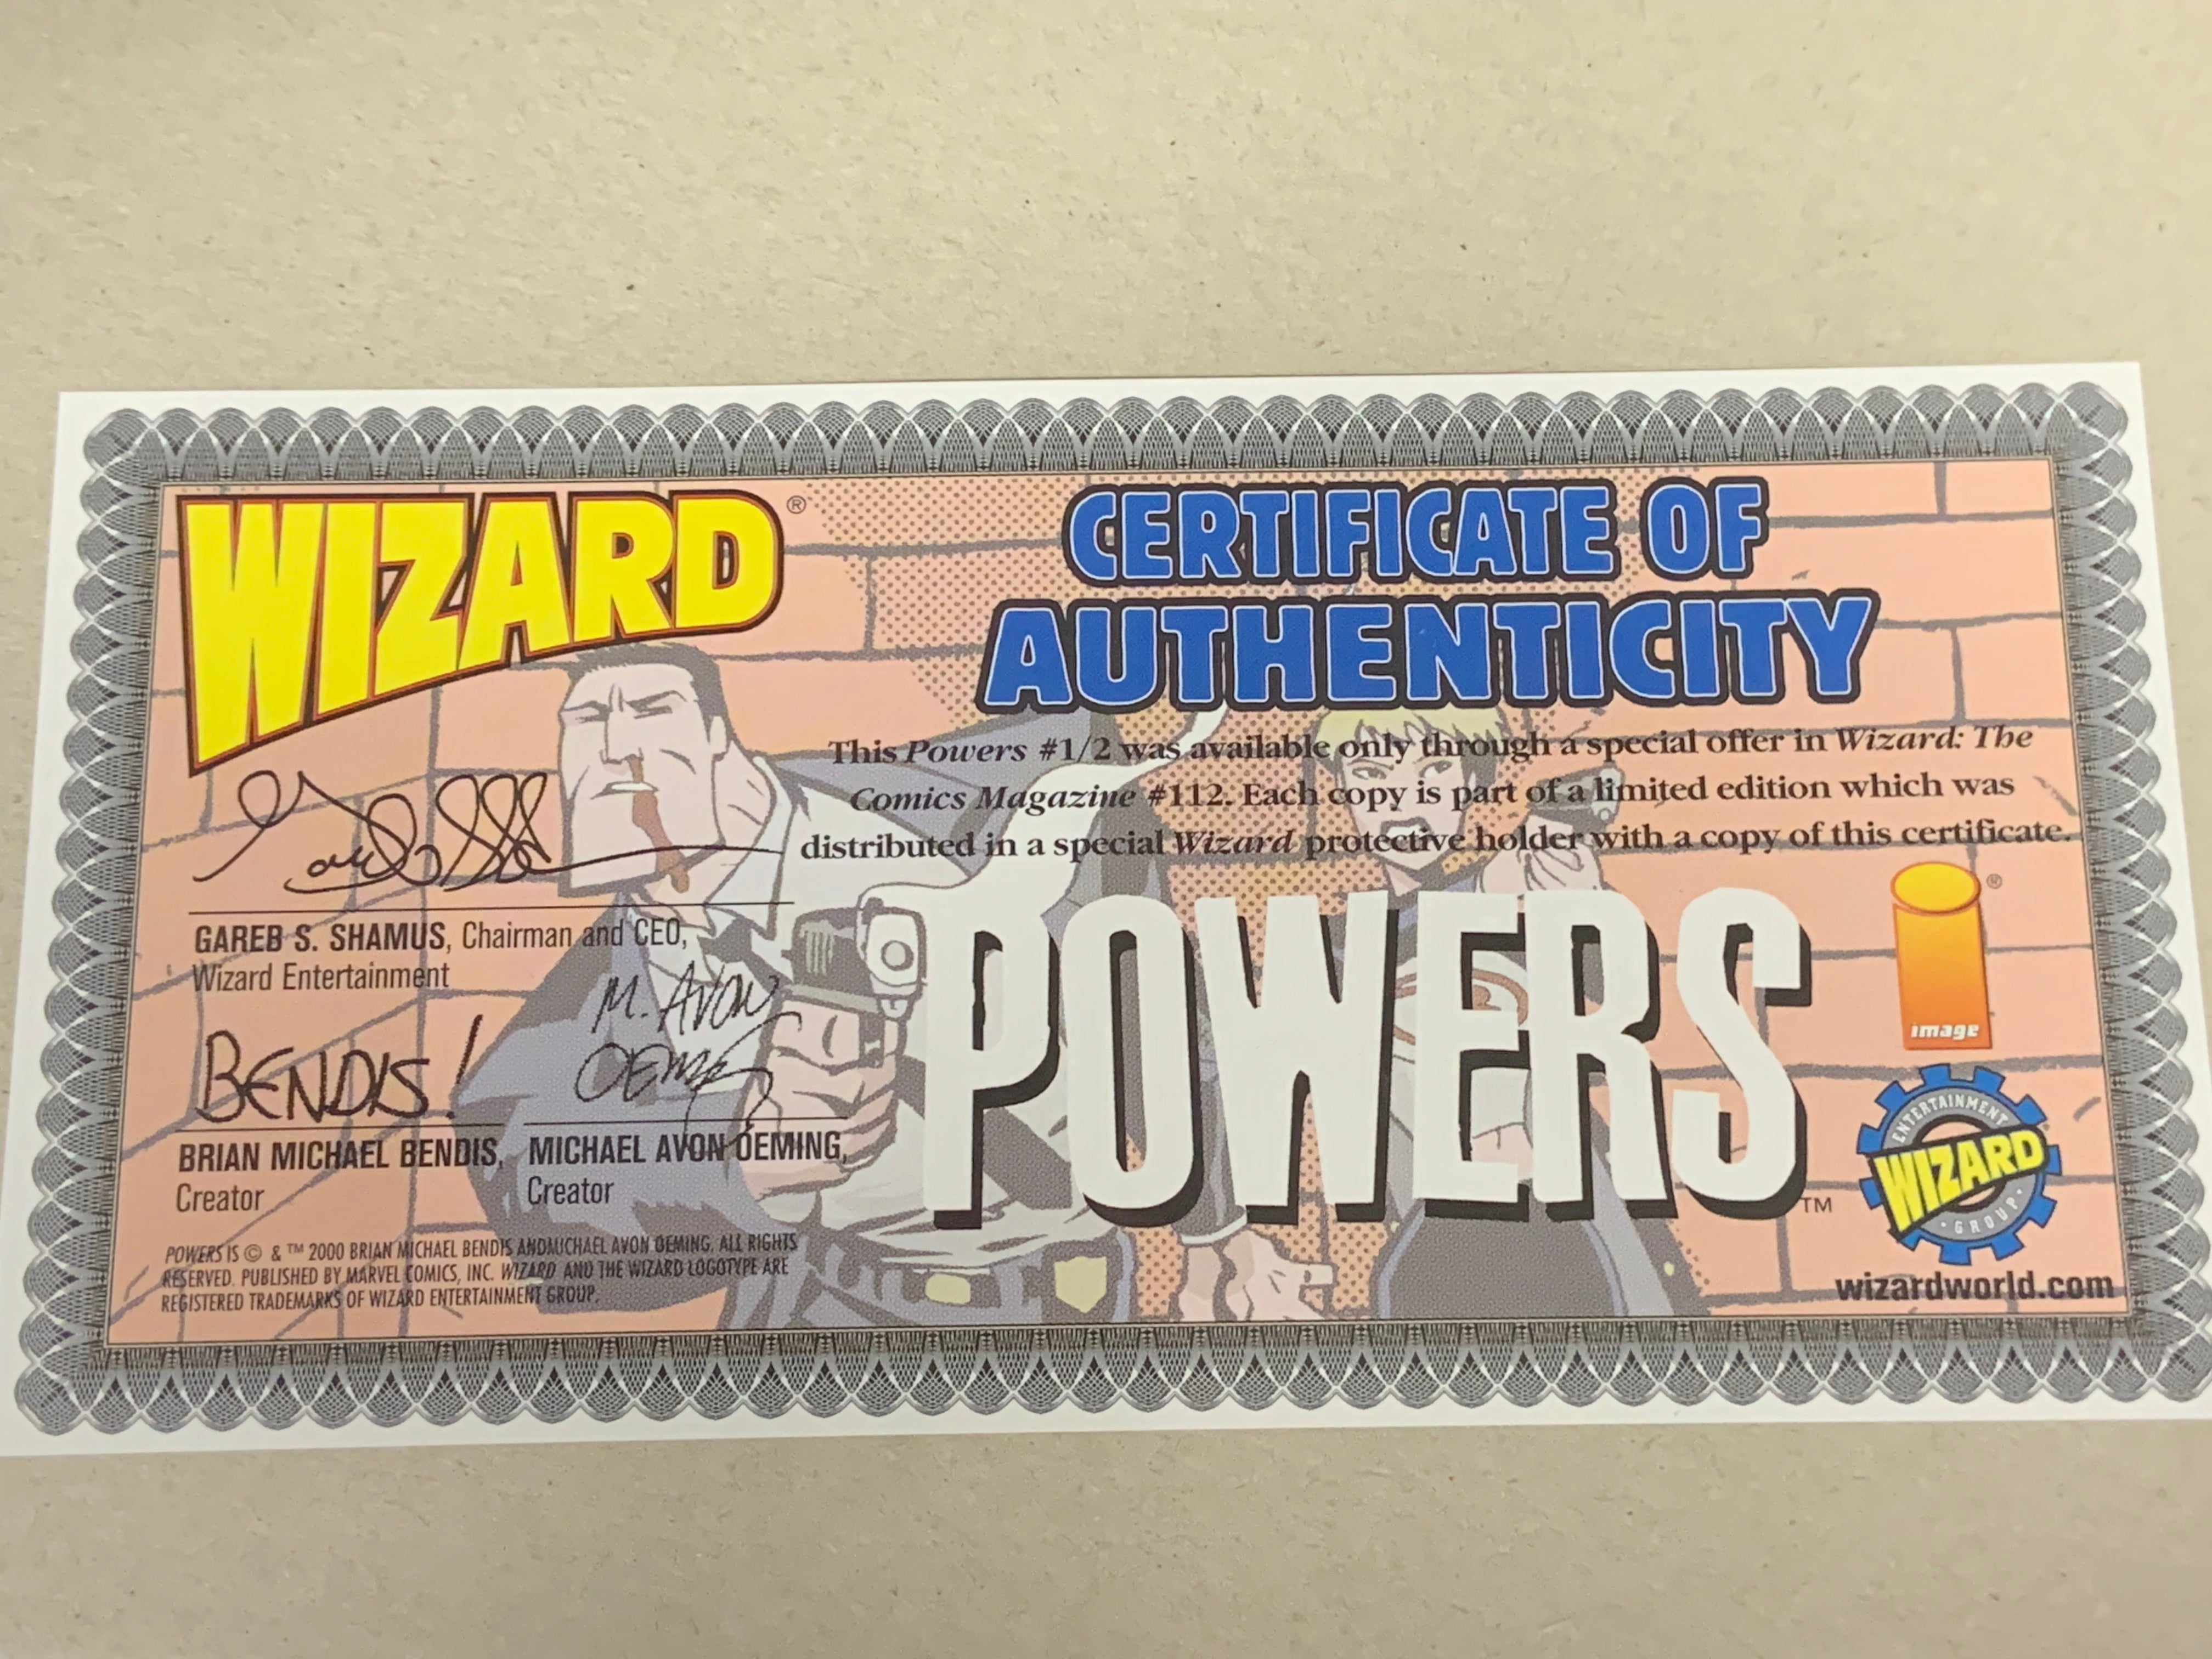 WIZARD®
CERTIFICATE OF
AUTHENTICITY
This Powers #1/2 was available only through a special offer in Wizard: The
Comics Magazine #112. Each copy is part of a limited edition which was
distributed in a special Wizard protective holder with a copy of this certificate.
GAREB S. SHAMUS, Chairman and CEO,
Wizard Entertainment
BENDIS!
M. AVON
OEMING
BRIAN MICHAEL BENDIS,
Creator
MICHAEL AVON OEMING,
Creator
POWERS™
image®
ENTERTAINMENT
WIZARD
GROUP
wizardworld.com
POWERS IS © & ™ 2000 BRIAN MICHAEL BENDIS ANDMICHAEL AVON OEMING. ALL RIGHTS
RESERVED. PUBLISHED BY MARVEL COMICS, INC. WIZARD AND THE WIZARD LOGOTYPE ARE
REGISTERED TRADEMARKS OF WIZARD ENTERTAINMENT GROUP.